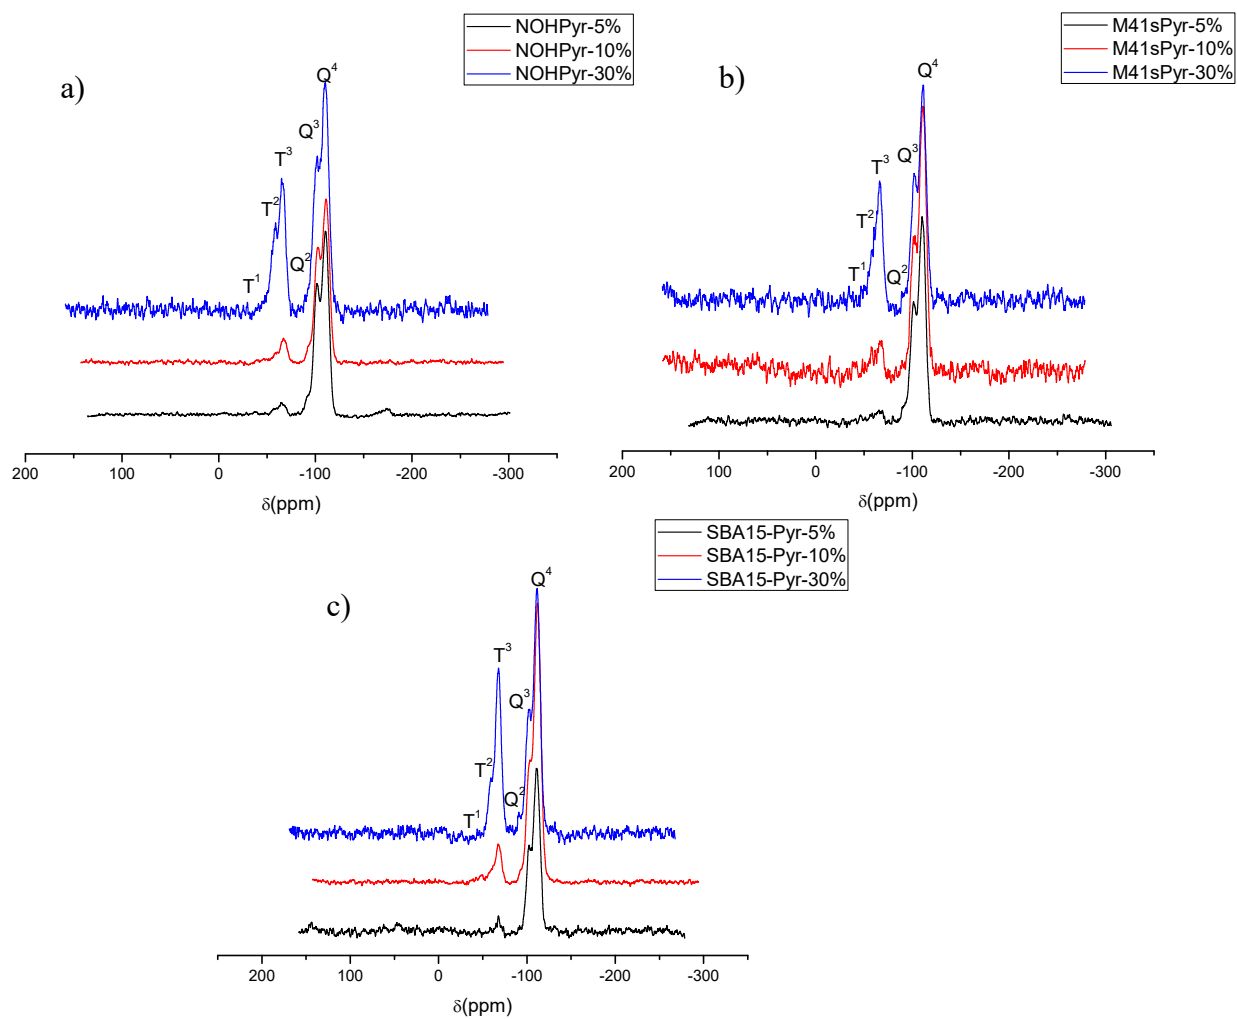 a)
NOHPyr-5%
NOHPyr-10%
NOHPyr-30%
Q⁴
Q³
T³
T²
Q²
T¹
200 100 0 -100 -200 -300
δ(ppm)
b)
M41sPyr-5%
M41sPyr-10%
M41sPyr-30%
Q⁴
Q³
T³
T²
T¹
Q²
200 100 0 -100 -200 -300
δ(ppm)
c)
SBA15-Pyr-5%
SBA15-Pyr-10%
SBA15-Pyr-30%
Q⁴
T³
Q³
T²
Q²
T¹
200 100 0 -100 -200 -300
δ(ppm)